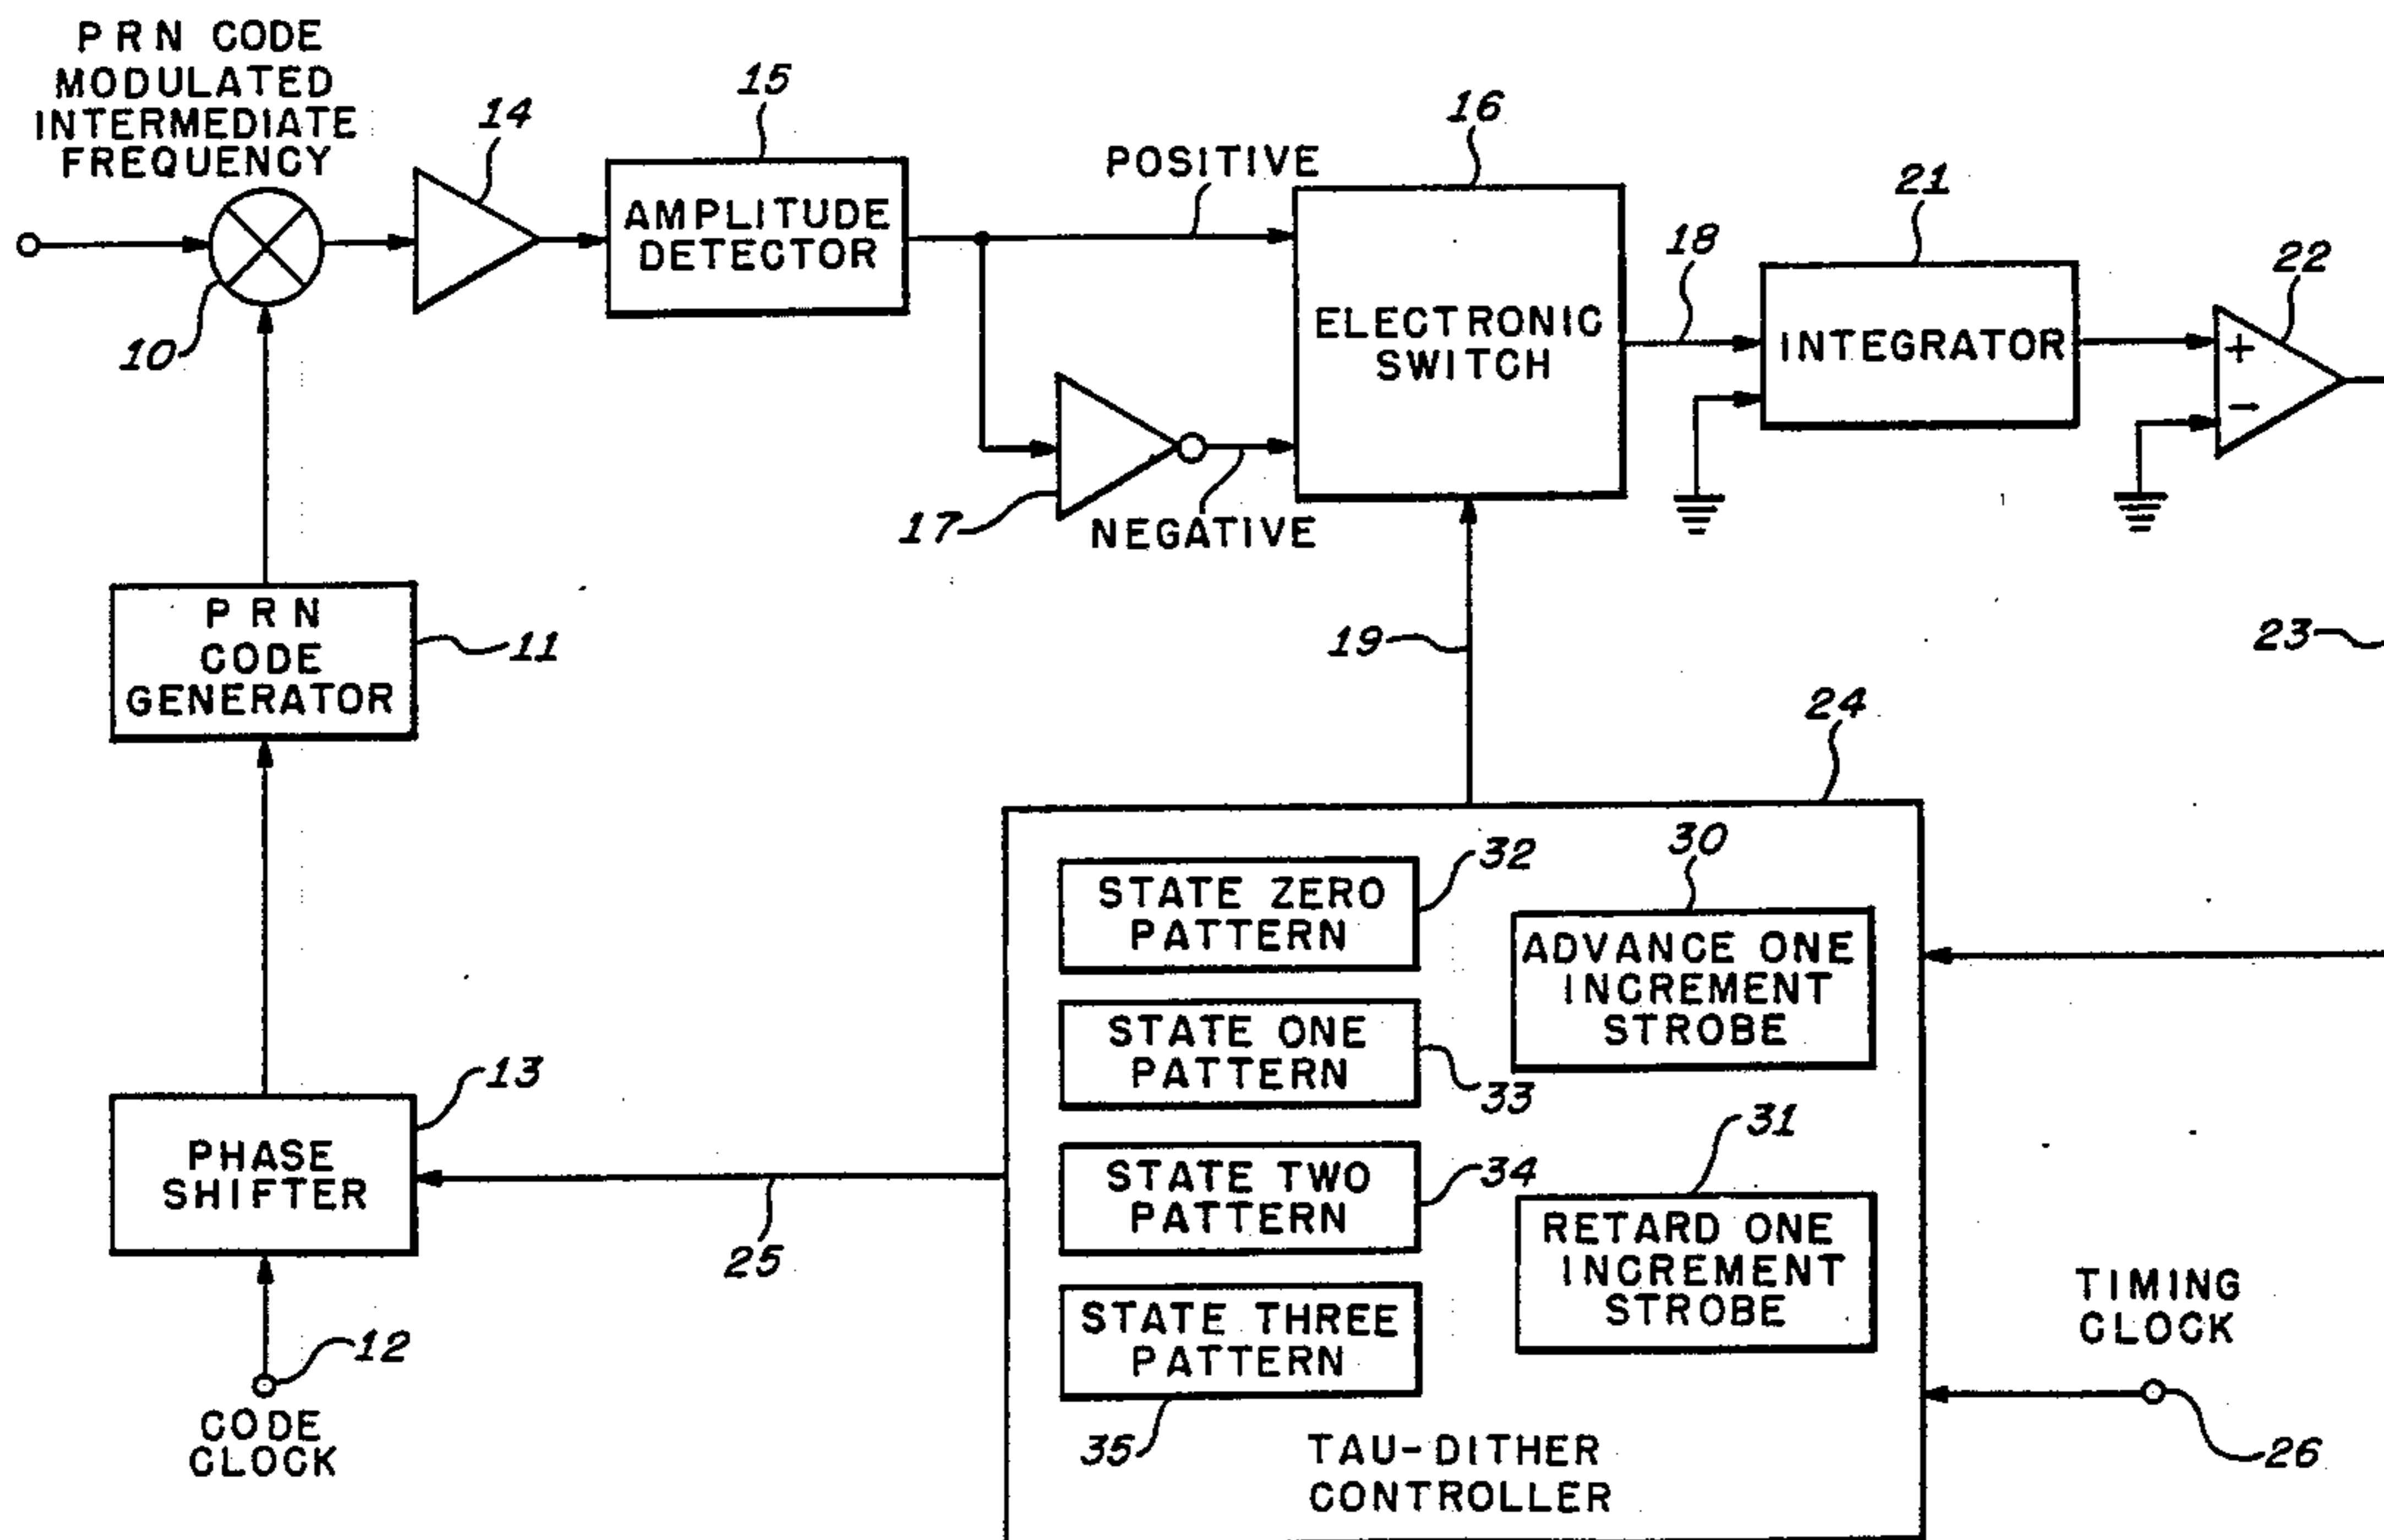 PRN CODE
MODULATED
INTERMEDIATE
FREQUENCY
10
14
15
AMPLITUDE
DETECTOR
POSITIVE
16
ELECTRONIC
SWITCH
17
NEGATIVE
18
21
INTEGRATOR
22
+
−
PRN
CODE
GENERATOR
11
19
23
24
32
STATE ZERO
PATTERN
30
ADVANCE ONE
INCREMENT
STROBE
STATE ONE
PATTERN
33
13
PHASE
SHIFTER
25
STATE TWO
PATTERN
34
31
RETARD ONE
INCREMENT
STROBE
STATE THREE
PATTERN
35
TIMING
CLOCK
26
12
CODE
CLOCK
TAU-DITHER
CONTROLLER